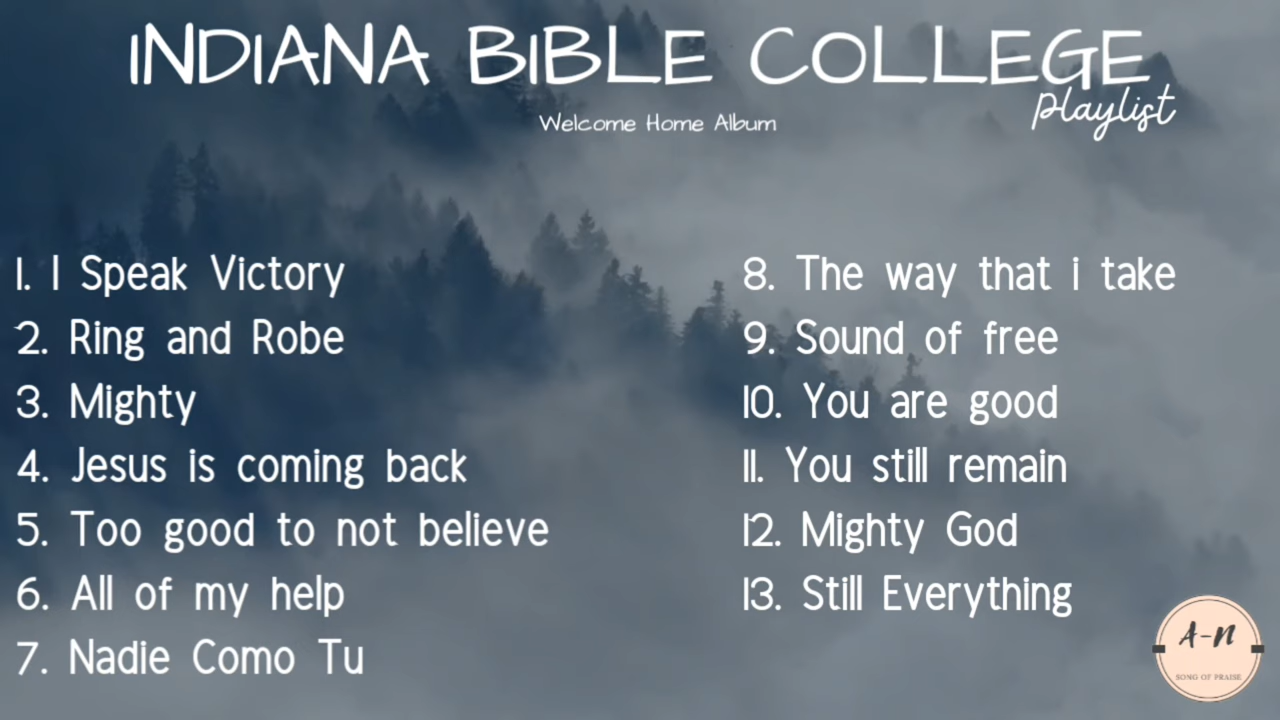 INDIANA BIBLE COLLEGE
Playlist
Welcome Home Album
1. I Speak Victory
2. Ring and Robe
3. Mighty
4. Jesus is coming back
5. Too good to not believe
6. All of my help
7. Nadie Como Tu
8. The way that i take
9. Sound of free
10. You are good
11. You still remain
12. Mighty God
13. Still Everything
A-N
SONG OF PRAISE